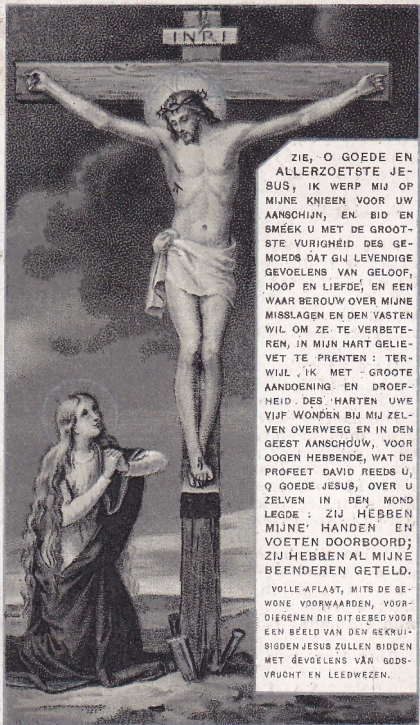 INRI
ZIE, O GOEDE EN
ALLERZOETSTE JE-
SUS, IK WERP MIJ OP
MIJNE KNIEEN VOOR UW
AANSCHIJN, EN BID EN
SMEEK U MET DE GROOT-
STE VURIGHEID DES GE-
MOEDS DAT GIJ LEVENDIGE
GEVOELENS VAN GELOOF,
HOOP EN LIEFDE, EN EEN
WAAR BEROUW OVER MIJNE
MISSLAGEN EN DEN VASTEN
WIL OM ZE TE VERBETE-
REN, IN MIJN HART GELIE-
VET TE PRENTEN : TER-
WIJL IK MET GROOTE
AANDOENING EN DROEF-
HEID DES HARTEN UWE
VIJF WONDEN BIJ MIJ ZEL-
VEN OVERWEEG EN IN DEN
GEEST AANSCHOUW, VOOR
OOGEN HEBBENDE, WAT DE
PROFEET DAVID REEDS U,
O GOEDE JESUS, OVER U
ZELVEN IN DEN MOND
LEGDE : ZIJ HEBBEN
MIJNE HANDEN EN
VOETEN DOORBOORD;
ZIJ HEBBEN AL MIJNE
BEENDEREN GETELD.
VOLLE AFLAAT, MITS DE GE-
WONE VOORWAARDEN, VOOR
DIEGENEN DIE DIT GEBED VOOR
EEN BEELD VAN DEN GEKRUI-
SIGDEN JESUS ZULLEN BIDDEN
MET GEVOELENS VAN GODS-
VRUCHT EN LEEDWEZEN.